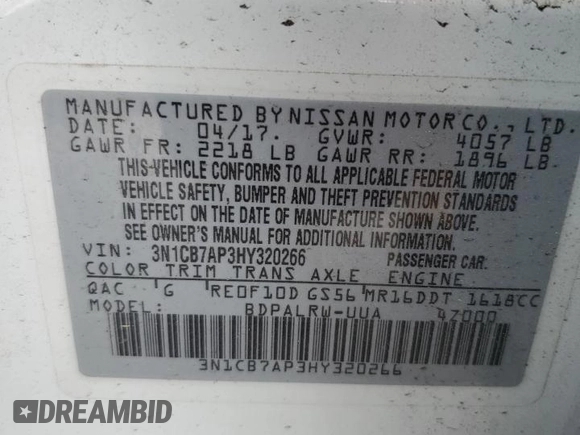 MANUFACTURED BY NISSAN MOTOR CO., LTD.
DATE: 04/17. GVWR: 4057 LB
GAWR FR: 2218 LB GAWR RR: 1896 LB
THIS VEHICLE CONFORMS TO ALL APPLICABLE FEDERAL MOTOR
VEHICLE SAFETY, BUMPER AND THEFT PREVENTION STANDARDS
IN EFFECT ON THE DATE OF MANUFACTURE SHOWN ABOVE.
SEE OWNER'S MANUAL FOR ADDITIONAL INFORMATION.
VIN: 3N1CB7AP3HY320266 PASSENGER CAR.
COLOR TRIM TRANS AXLE ENGINE
QAC G RE0F10D GS56 MR16DDT 1618CC
MODEL: BDPALRW-UUA 4Z000
3N1CB7AP3HY320266
DREAMBID